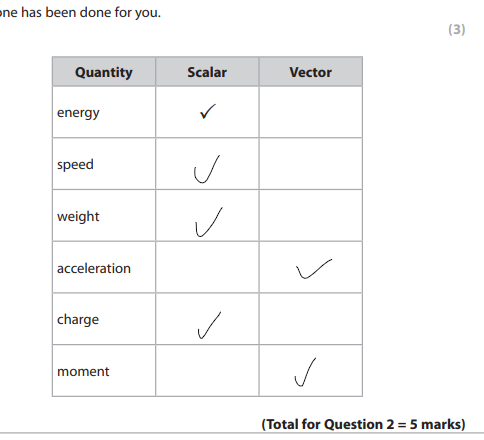 one has been done for you.
(3)
Quantity Scalar Vector
energy ✓
speed ✓
weight ✓
acceleration ✓
charge ✓
moment ✓
(Total for Question 2 = 5 marks)